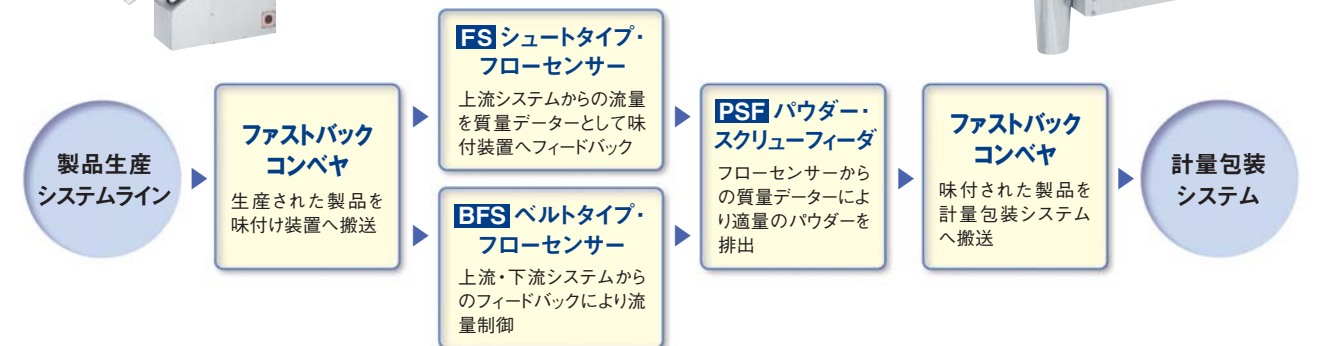 製品生産
システムライン
ファストバック
コンベヤ
生産された製品を
味付け装置へ搬送
FS シュートタイプ・
フローセンサー
上流システムからの流量
を質量データーとして味
付装置へフィードバック
BFS ベルトタイプ・
フローセンサー
上流・下流システムから
のフィードバックにより流
量制御
PSF パウダー・
スクリューフィーダ
フローセンサーから
の質量データーによ
り適量のパウダーを
排出
ファストバック
コンベヤ
味付された製品を
計量包装システム
へ搬送
計量包装
システム